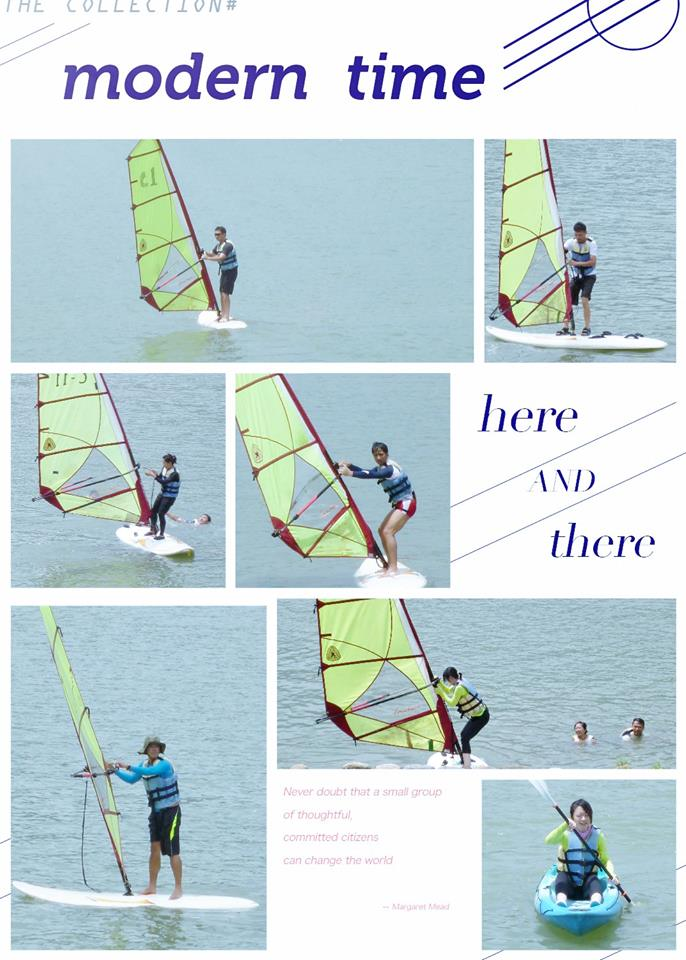 THE COLLECTION#
modern time
here
AND
there
Never doubt that a small group
of thoughtful,
committed citizens
can change the world
-- Margaret Mead